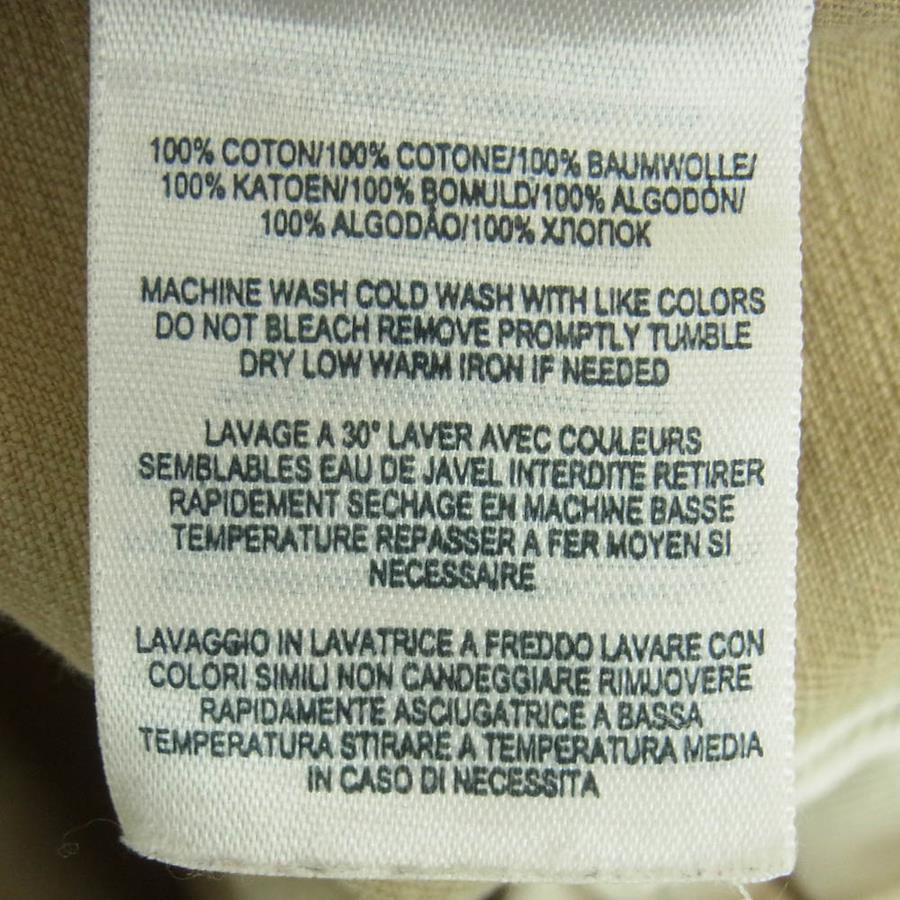 100% COTON/100% COTONE/100% BAUMWOLLE/
100% KATOEN/100% BOMULD/100% ALGODÓN/
100% ALGODÃO/100% ХЛОПОК
MACHINE WASH COLD WASH WITH LIKE COLORS
DO NOT BLEACH REMOVE PROMPTLY TUMBLE
DRY LOW WARM IRON IF NEEDED
LAVAGE A 30° LAVER AVEC COULEURS
SEMBLABLES EAU DE JAVEL INTERDITE RETIRER
RAPIDEMENT SECHAGE EN MACHINE BASSE
TEMPERATURE REPASSER A FER MOYEN SI
NECESSAIRE
LAVAGGIO IN LAVATRICE A FREDDO LAVARE CON
COLORI SIMILI NON CANDEGGIARE RIMUOVERE
RAPIDAMENTE ASCIUGATRICE A BASSA
TEMPERATURA STIRARE A TEMPERATURA MEDIA
IN CASO DI NECESSITA